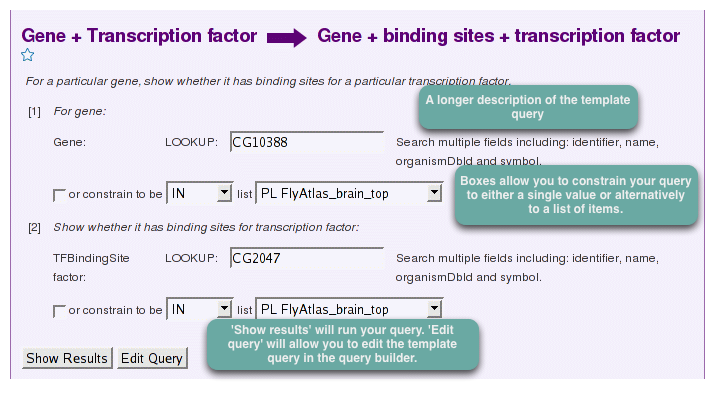 Gene + Transcription factor Gene + binding sites + transcription factor
For a particular gene, show whether it has binding sites for a particular transcription factor.
A longer description of the template
query
[1] For gene:
Gene: LOOKUP: CG10388 Search multiple fields including: identifier, name,
organismDbId and symbol.
Boxes allow you to constrain your query
to either a single value or alternatively
to a list of items.
or constrain to be IN list PL FlyAtlas_brain_top
[2] Show whether it has binding sites for transcription factor:
TFBindingSite
factor:
LOOKUP: CG2047 Search multiple fields including: identifier, name,
organismDbId and symbol.
or constrain to be IN list PL FlyAtlas_brain_top
'Show results' will run your query. 'Edit
query' will allow you to edit the template
query in the query builder.
Show Results Edit Query